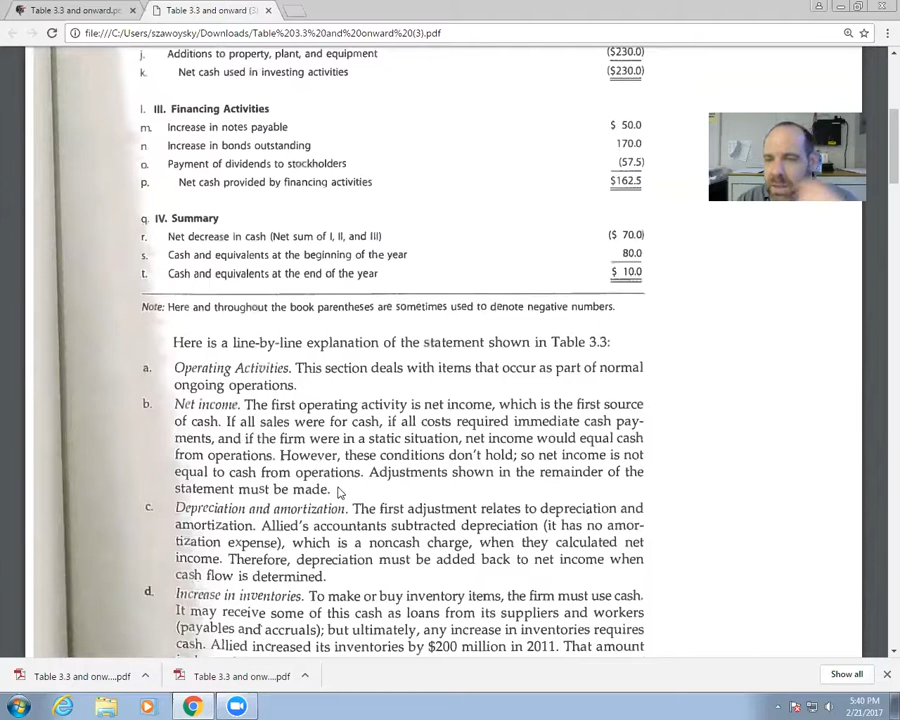 Table 3.3 and onward.pc
Table 3.3 and onward (3)
file:///C:/Users/szawoysky/Downloads/Table%203.3%20and%20onward%20(3).pdf
j. Additions to property, plant, and equipment ($230.0)
k. Net cash used in investing activities ($230.0)
l. III. Financing Activities
m. Increase in notes payable $ 50.0
n Increase in bonds outstanding 170.0
o. Payment of dividends to stockholders (57.5)
p. Net cash provided by financing activities $162.5
q. IV. Summary
r. Net decrease in cash (Net sum of I, II, and III) ($ 70.0)
s. Cash and equivalents at the beginning of the year 80.0
t. Cash and equivalents at the end of the year $ 10.0
Note: Here and throughout the book parentheses are sometimes used to denote negative numbers.
Here is a line-by-line explanation of the statement shown in Table 3.3:
a. Operating Activities. This section deals with items that occur as part of normal
ongoing operations.
b. Net income. The first operating activity is net income, which is the first source
of cash. If all sales were for cash, if all costs required immediate cash pay-
ments, and if the firm were in a static situation, net income would equal cash
from operations. However, these conditions don't hold; so net income is not
equal to cash from operations. Adjustments shown in the remainder of the
statement must be made.
c. Depreciation and amortization. The first adjustment relates to depreciation and
amortization. Allied's accountants subtracted depreciation (it has no amor-
tization expense), which is a noncash charge, when they calculated net
income. Therefore, depreciation must be added back to net income when
cash flow is determined.
d. Increase in inventories. To make or buy inventory items, the firm must use cash.
It may receive some of this cash as loans from its suppliers and workers
(payables and accruals); but ultimately, any increase in inventories requires
cash. Allied increased its inventories by $200 million in 2011. That amount
Table 3.3 and onw....pdf
Table 3.3 and onw....pdf
Show all
5:40 PM
2/21/2017